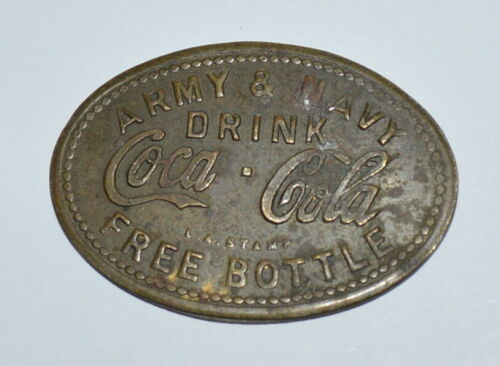 ARMY & NAVY
DRINK
Coca · Cola
L.A. STAMP
FREE BOTTLE